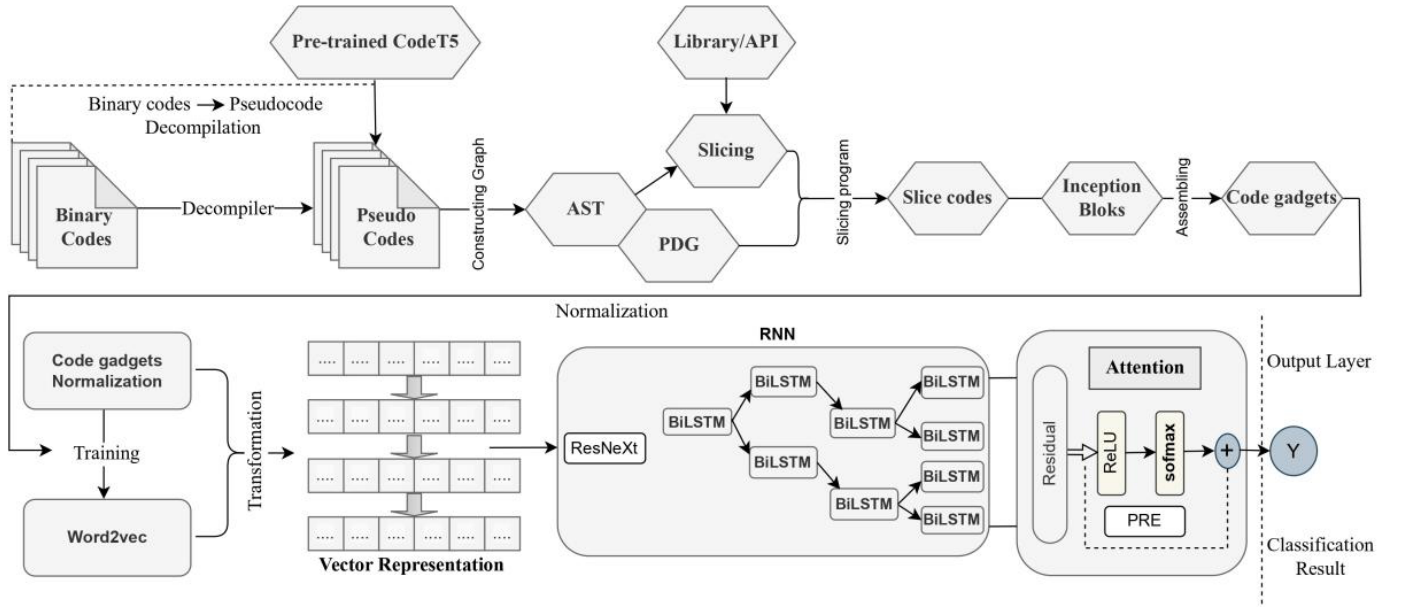 Pre-trained CodeT5
Library/API
Binary codes → Pseudocode
Decompilation
Binary
Codes
Decompiler
Pseudo
Codes
Constructing Graph
AST
PDG
Slicing
Slicing program
Slice codes
Inception
Bloks
Assembling
Code gadgets
Normalization
Code gadgets
Normalization
Training
Word2vec
Transformation
.... .... .... .... .... ....
.... .... .... .... .... ....
.... .... .... .... .... ....
.... .... .... .... .... ....
Vector Representation
RNN
ResNeXt
BiLSTM
BiLSTM
BiLSTM
BiLSTM
BiLSTM
BiLSTM
BiLSTM
BiLSTM
BiLSTM
Residual
Attention
ReLU
sofmax
+
PRE
Output Layer
Y
Classification
Result